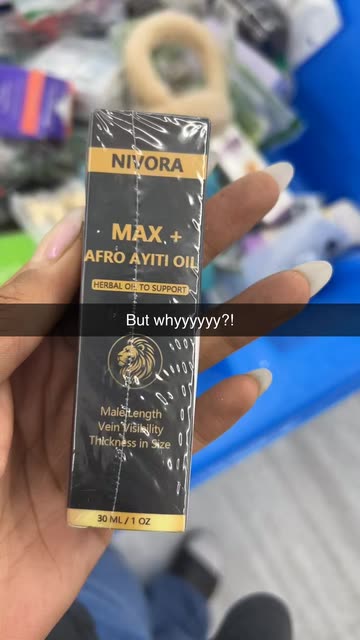 NIVORA
MAX +
AFRO AYITI OIL
HERBAL OIL TO SUPPORT
But whyyyyyy?!
Male Length
Vein Visibility
Thickness in Size
30 ML / 1 OZ